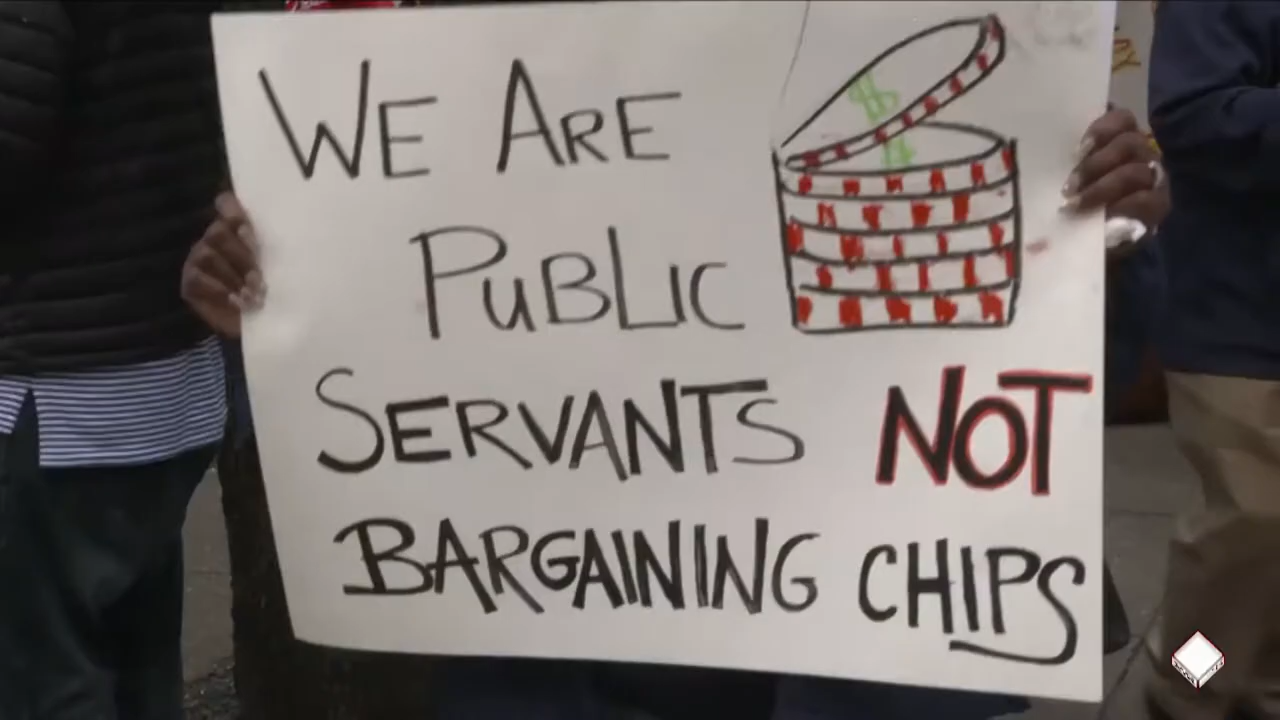 WE ARE
PUBLIC
SERVANTS NOT
BARGAINING CHIPS
$
$